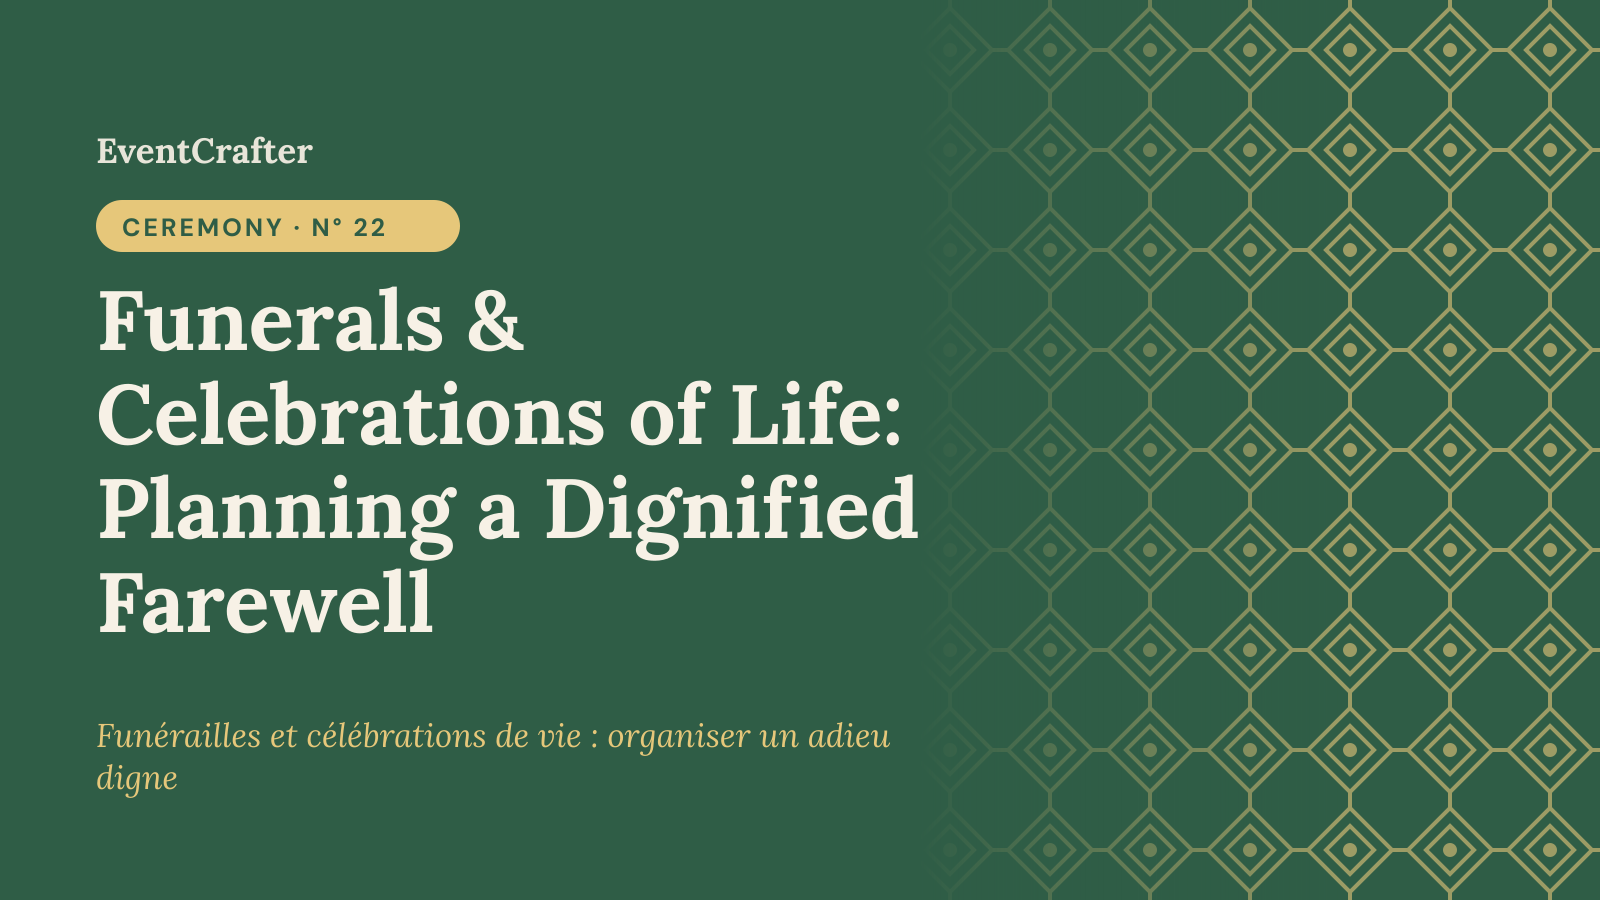 EventCrafter
CEREMONY · N° 22
Funerals &
Celebrations of Life:
Planning a Dignified
Farewell
Funérailles et célébrations de vie : organiser un adieu
digne